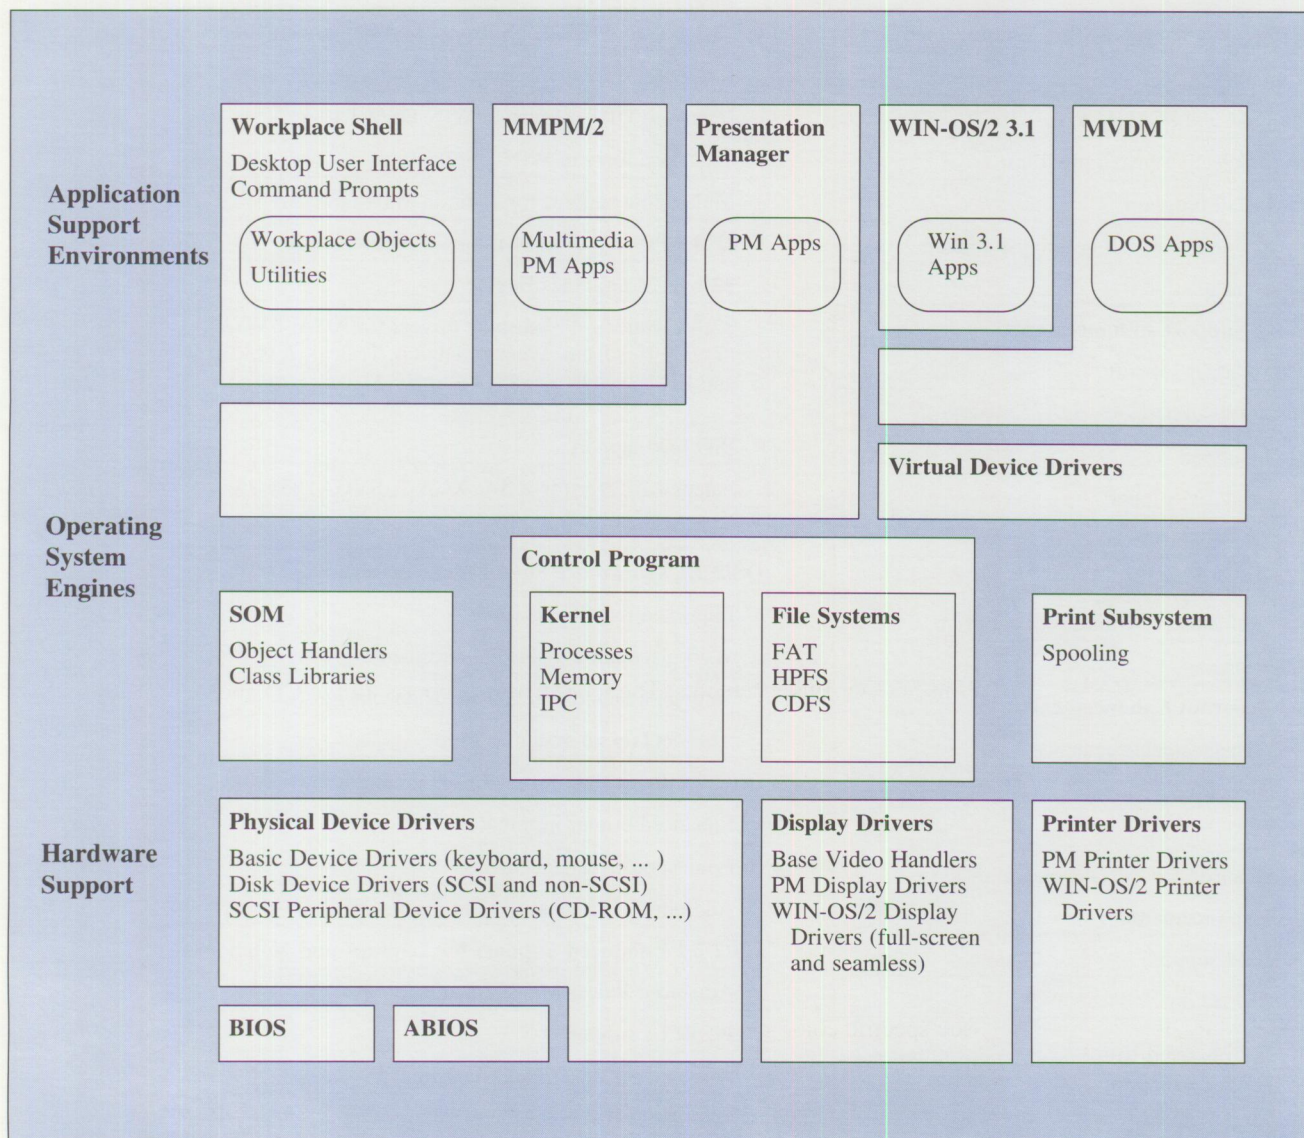 Application
Support
Environments
Workplace Shell
Desktop User Interface
Command Prompts
Workplace Objects
Utilities
MMPM/2
Multimedia
PM Apps
Presentation
Manager
PM Apps
WIN-OS/2 3.1
Win 3.1
Apps
MVDM
DOS Apps
Virtual Device Drivers
Operating
System
Engines
SOM
Object Handlers
Class Libraries
Control Program
Kernel
Processes
Memory
IPC
File Systems
FAT
HPFS
CDFS
Print Subsystem
Spooling
Hardware
Support
Physical Device Drivers
Basic Device Drivers (keyboard, mouse, ... )
Disk Device Drivers (SCSI and non-SCSI)
SCSI Peripheral Device Drivers (CD-ROM, ...)
BIOS
ABIOS
Display Drivers
Base Video Handlers
PM Display Drivers
WIN-OS/2 Display
Drivers (full-screen
and seamless)
Printer Drivers
PM Printer Drivers
WIN-OS/2 Printer
Drivers